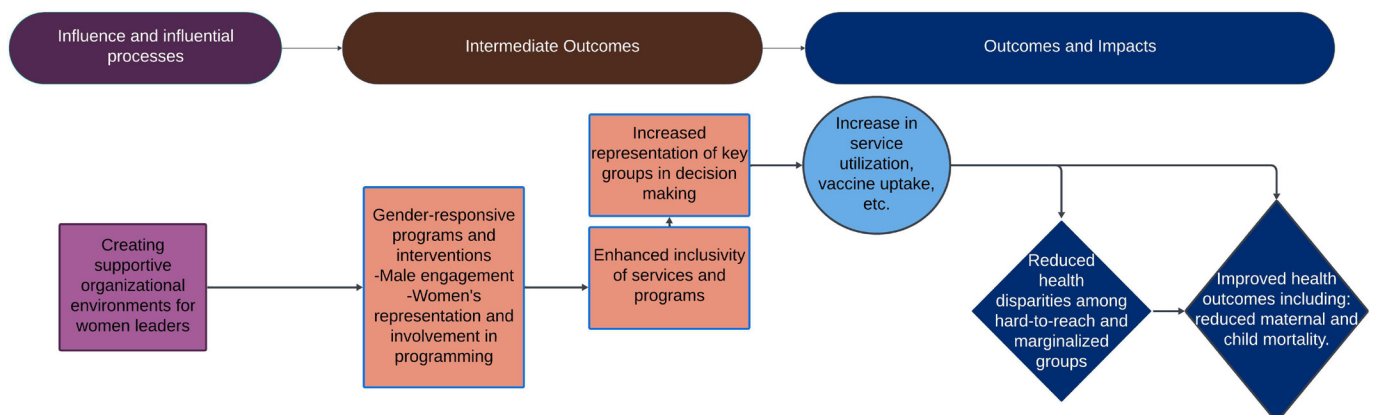 Influence and influential
processes
Intermediate Outcomes
Outcomes and Impacts
Creating
supportive
organizational
environments for
women leaders
Gender-responsive
programs and
interventions
-Male engagement
-Women's
representation and
involvement in
programming
Increased
representation of key
groups in decision
making
Enhanced inclusivity
of services and
programs
Increase in
service
utilization,
vaccine uptake,
etc.
Reduced
health
disparities among
hard-to-reach and
marginalized
groups
Improved health
outcomes including:
reduced maternal and
child mortality.